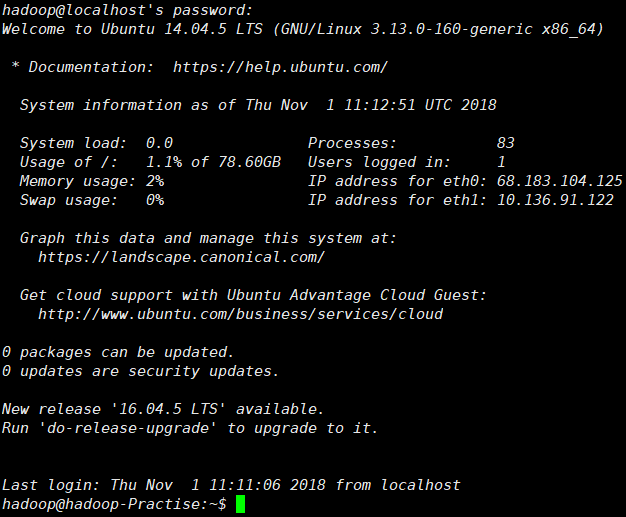 hadoop@localhost's password:
Welcome to Ubuntu 14.04.5 LTS (GNU/Linux 3.13.0-160-generic x86_64)
* Documentation:  https://help.ubuntu.com/
System information as of Thu Nov  1 11:12:51 UTC 2018
System load:  0.0                Processes:           83
Usage of /:   1.1% of 78.60GB   Users logged in:     1
Memory usage: 2%                IP address for eth0: 68.183.104.125
Swap usage:   0%                IP address for eth1: 10.136.91.122
Graph this data and manage this system at:
https://landscape.canonical.com/
Get cloud support with Ubuntu Advantage Cloud Guest:
http://www.ubuntu.com/business/services/cloud
0 packages can be updated.
0 updates are security updates.
New release '16.04.5 LTS' available.
Run 'do-release-upgrade' to upgrade to it.
Last login: Thu Nov  1 11:11:06 2018 from localhost
hadoop@hadoop-Practise:~$